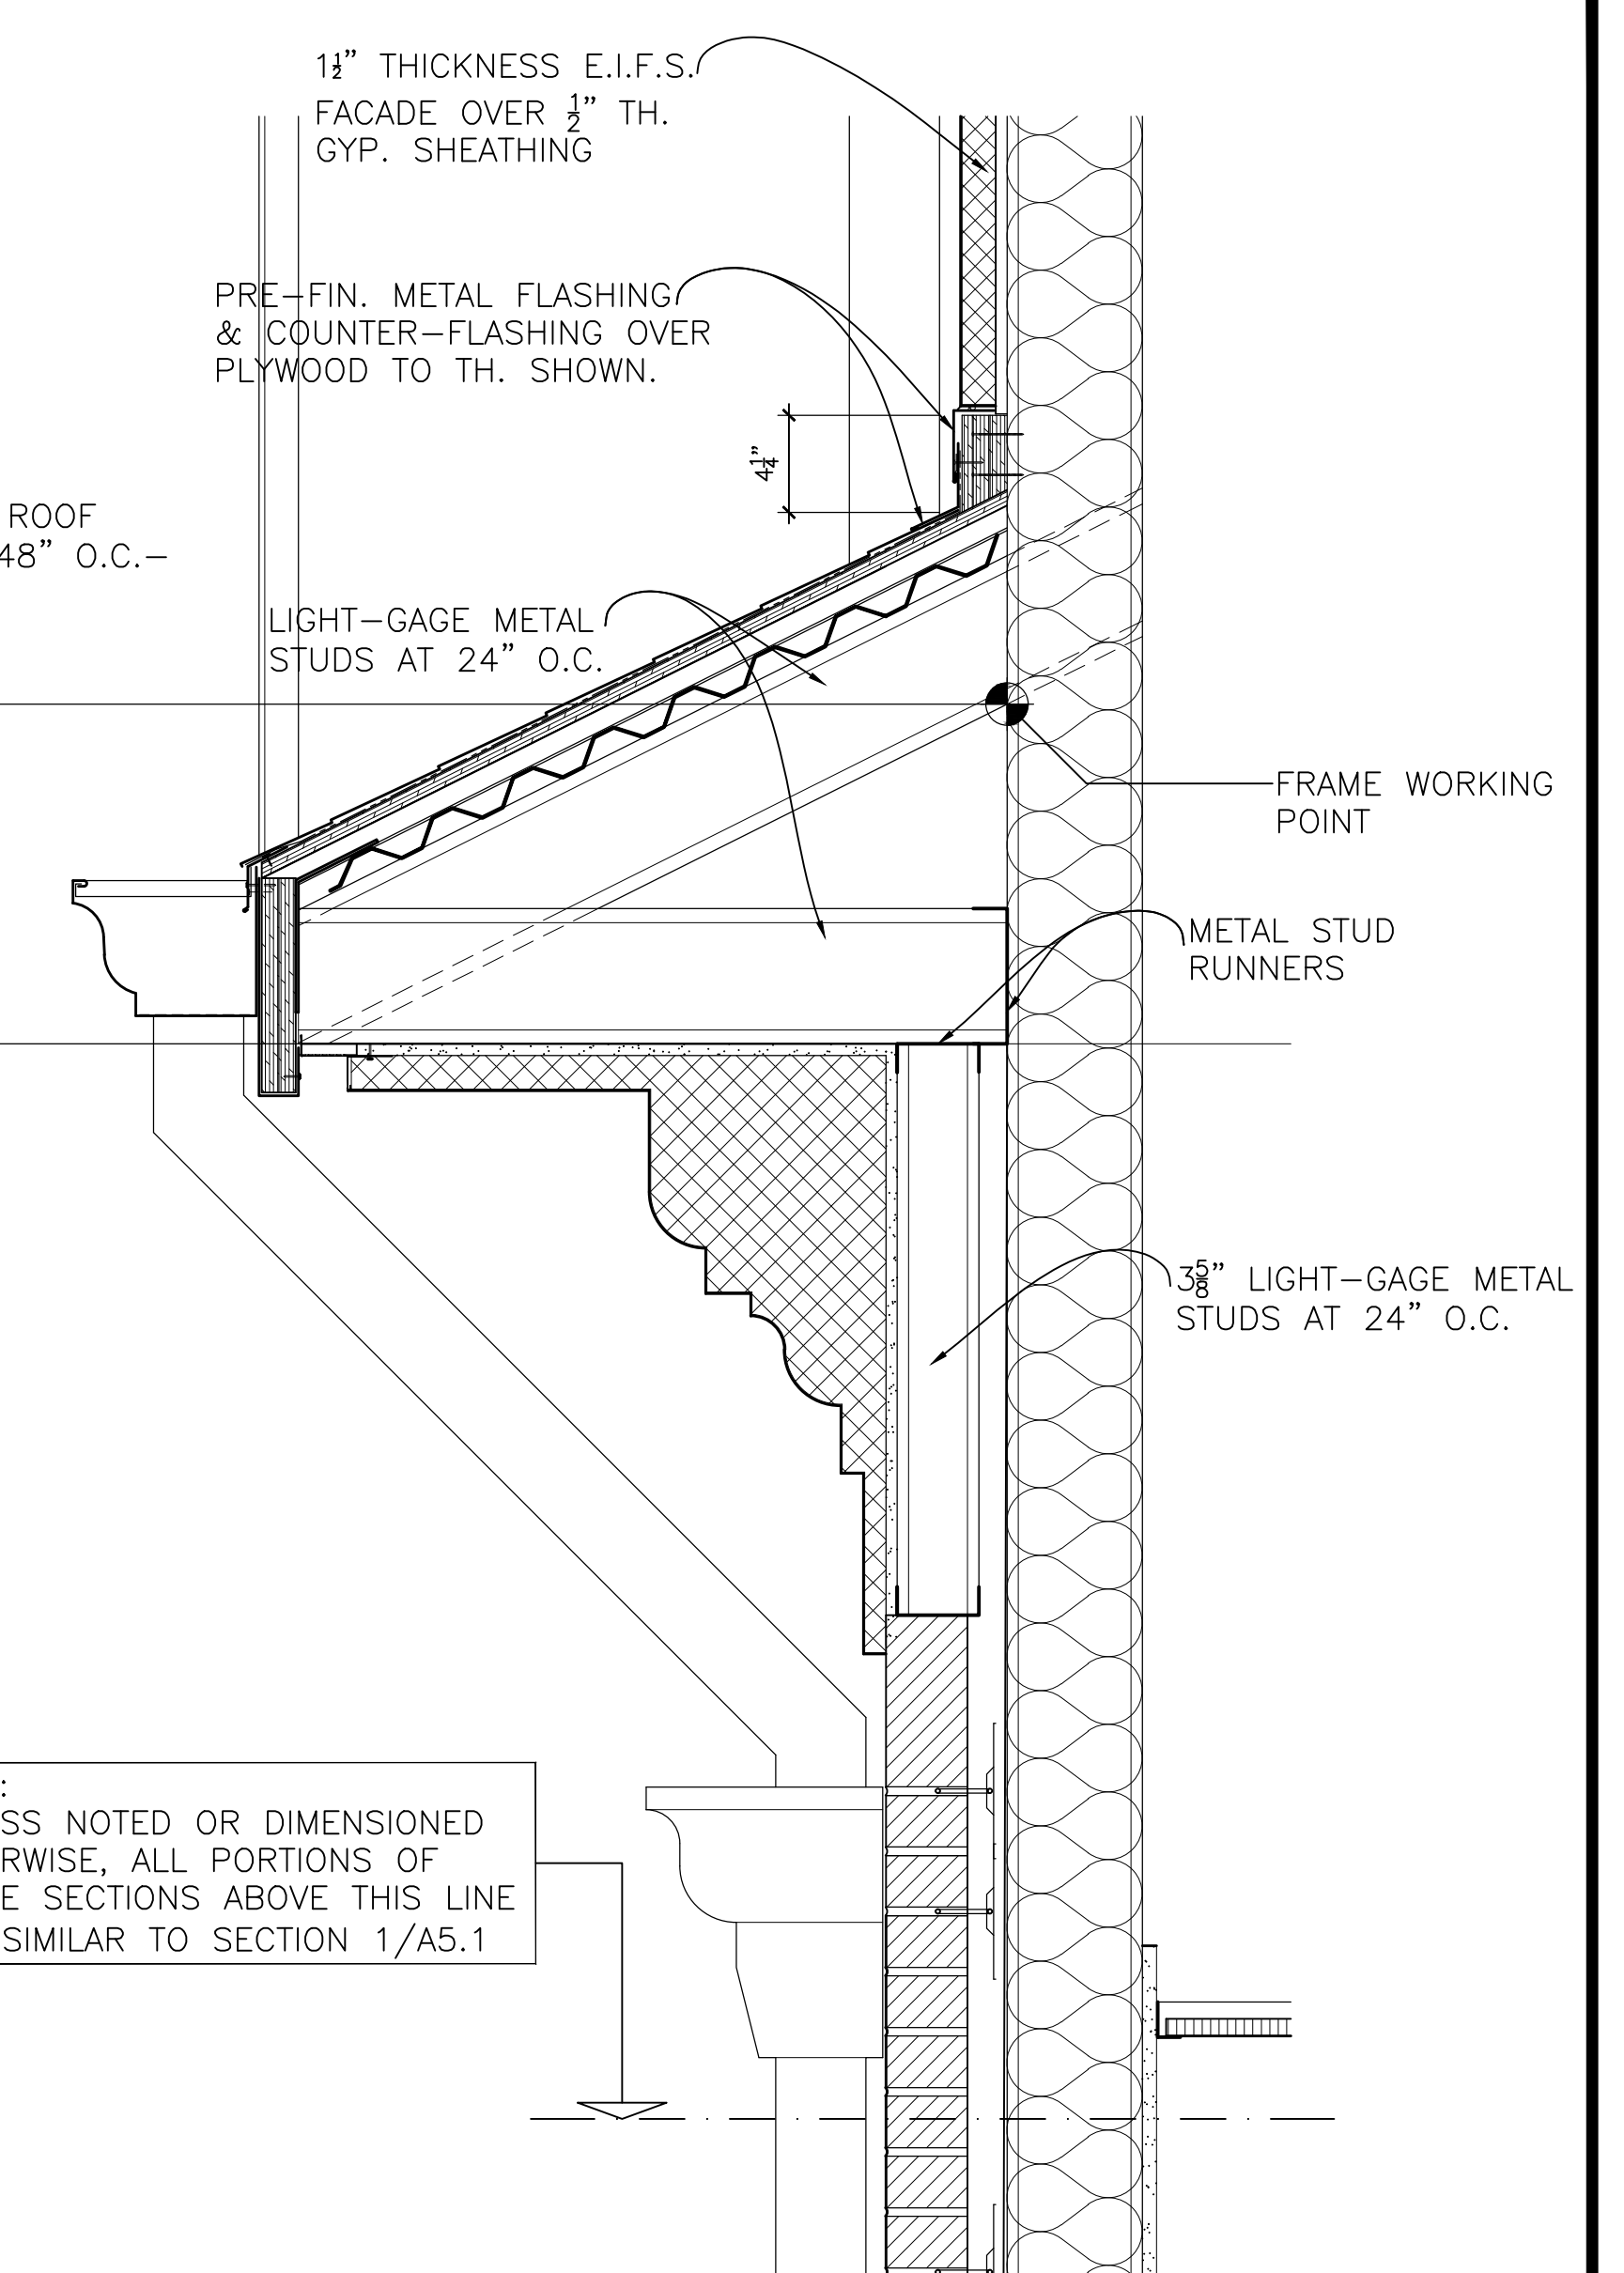 1½” THICKNESS E.I.F.S.
FACADE OVER ½” TH.
GYP. SHEATHING
PRE–FIN. METAL FLASHING
& COUNTER–FLASHING OVER
PLYWOOD TO TH. SHOWN.
4¼”
ROOF
48” O.C.–
LIGHT–GAGE METAL
STUDS AT 24” O.C.
FRAME WORKING
POINT
METAL STUD
RUNNERS
3⅝” LIGHT–GAGE METAL
STUDS AT 24” O.C.
:
SS NOTED OR DIMENSIONED
RWISE, ALL PORTIONS OF
E SECTIONS ABOVE THIS LINE
SIMILAR TO SECTION 1/A5.1